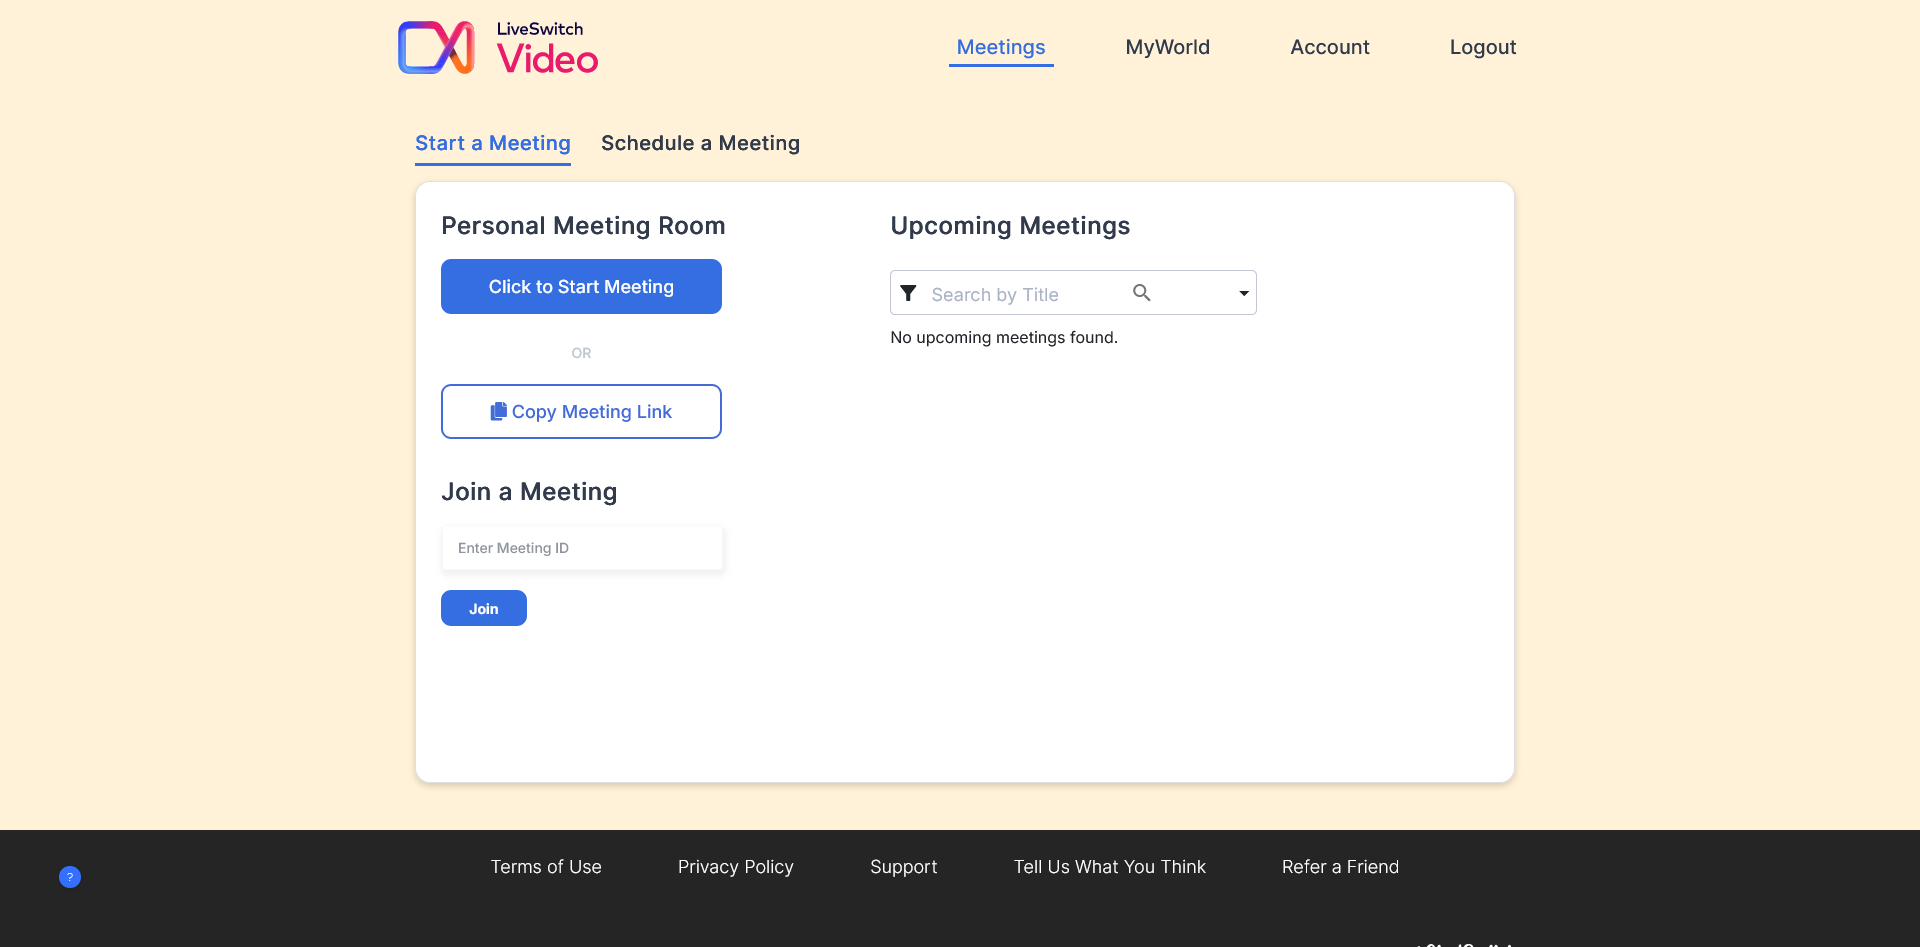 LiveSwitch
Video
Meetings
MyWorld
Account
Logout
Start a Meeting
Schedule a Meeting
Personal Meeting Room
Click to Start Meeting
OR
Copy Meeting Link
Join a Meeting
Enter Meeting ID
Join
Upcoming Meetings
Search by Title
No upcoming meetings found.
Terms of Use
Privacy Policy
Support
Tell Us What You Think
Refer a Friend
?